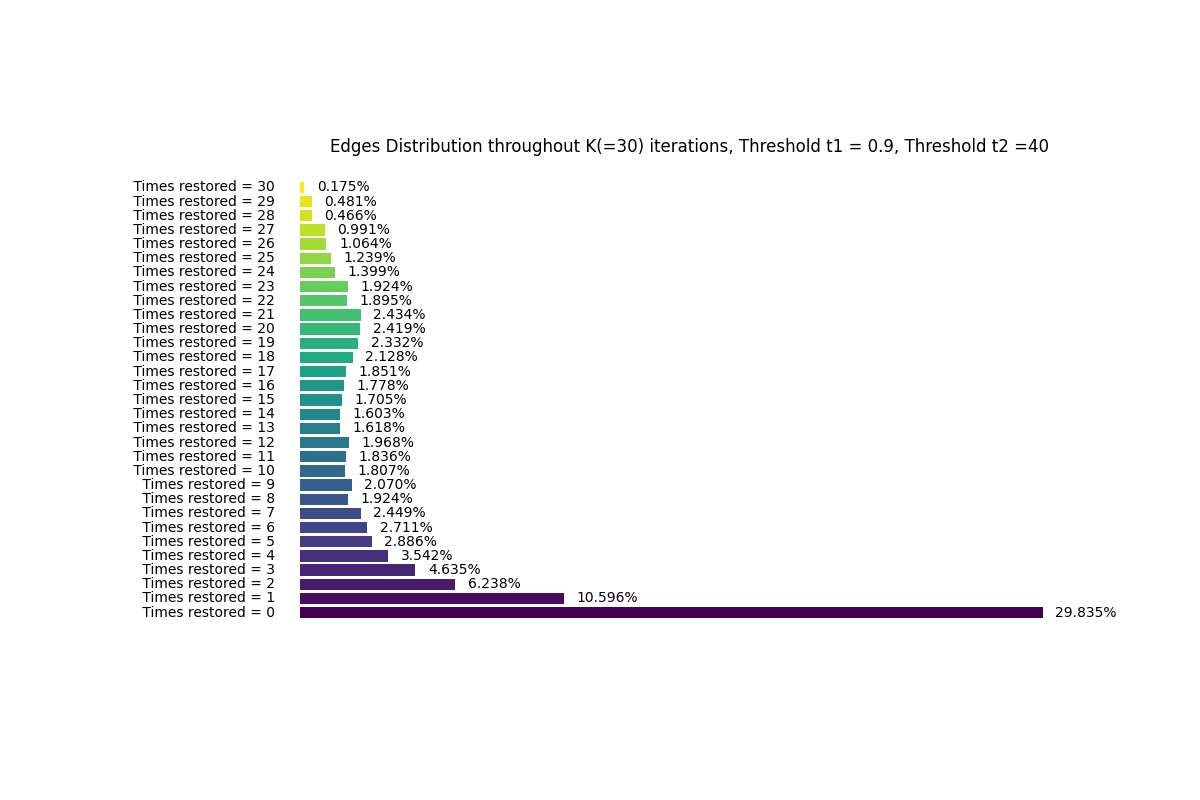 Edges Distribution throughout K(=30) iterations, Threshold t1 = 0.9, Threshold t2 =40
Times restored = 30 0.175%
Times restored = 29 0.481%
Times restored = 28 0.466%
Times restored = 27 0.991%
Times restored = 26 1.064%
Times restored = 25 1.239%
Times restored = 24 1.399%
Times restored = 23 1.924%
Times restored = 22 1.895%
Times restored = 21 2.434%
Times restored = 20 2.419%
Times restored = 19 2.332%
Times restored = 18 2.128%
Times restored = 17 1.851%
Times restored = 16 1.778%
Times restored = 15 1.705%
Times restored = 14 1.603%
Times restored = 13 1.618%
Times restored = 12 1.968%
Times restored = 11 1.836%
Times restored = 10 1.807%
Times restored = 9 2.070%
Times restored = 8 1.924%
Times restored = 7 2.449%
Times restored = 6 2.711%
Times restored = 5 2.886%
Times restored = 4 3.542%
Times restored = 3 4.635%
Times restored = 2 6.238%
Times restored = 1 10.596%
Times restored = 0 29.835%